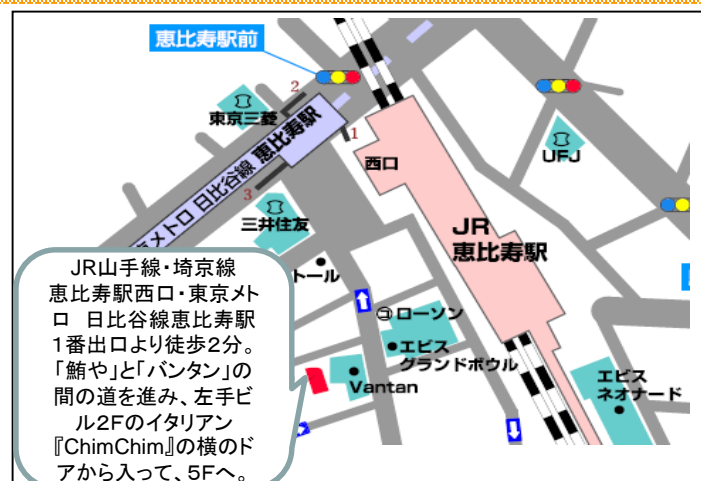 恵比寿駅前
2
東京三菱
1
西口
UFJ
メトロ 日比谷線 恵比寿駅
3
三井住友
JR
恵比寿駅
トール
ローソン
エビス
グランドボウル
Vantan
エビス
ネオナード
JR山手線・埼京線
恵比寿駅西口・東京メト
ロ 日比谷線恵比寿駅
1番出口より徒歩2分。
「鮪や」と「バンタン」の
間の道を進み、左手ビ
ル2Fのイタリアン
『ChimChim』の横のド
アから入って、5Fへ。